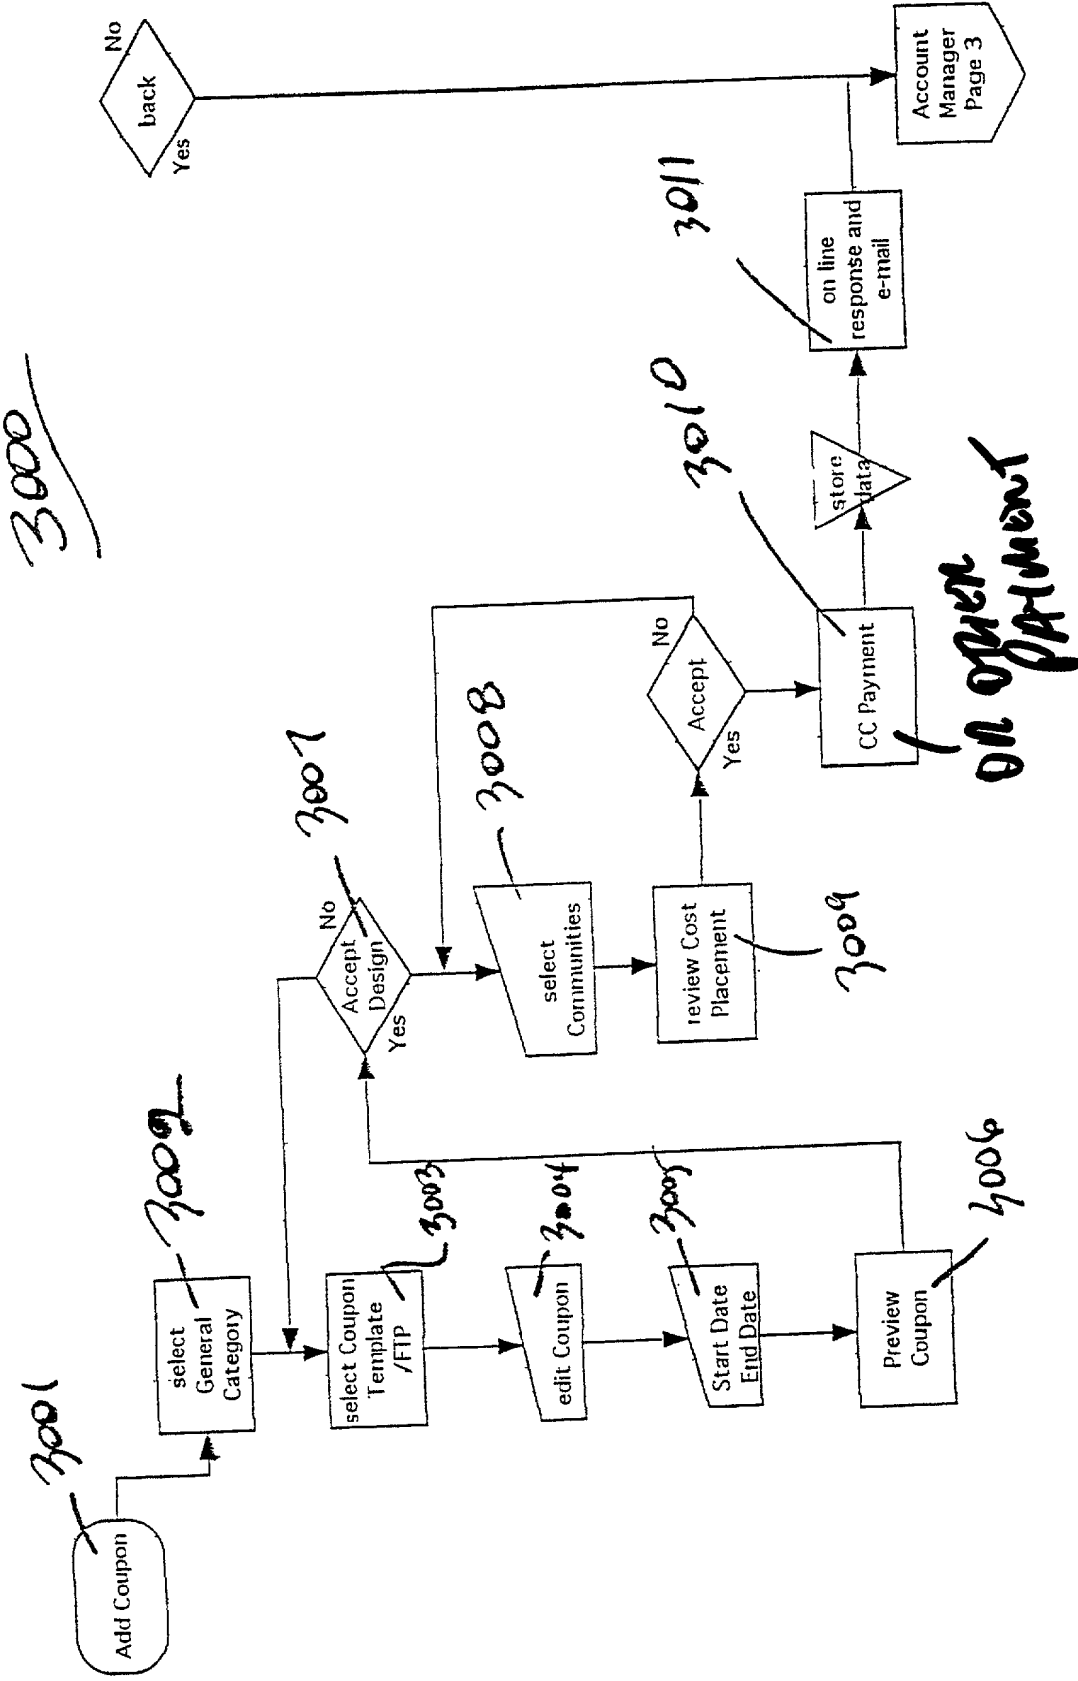 3000
3001
Add Coupon
3002
select
General
Category
select Coupon
Template
/FTP
3003
edit Coupon
3004
Start Date
End Date
3005
Preview
Coupon
3006
Accept
Design
No
Yes
3007
select
Communities
3008
review Cost
Placement
3009
Accept
No
Yes
CC Payment
3010
OR OTHER
PAYMENT
store
data
on line
response and
e-mail
3011
back
No
Yes
Account
Manager
Page 3